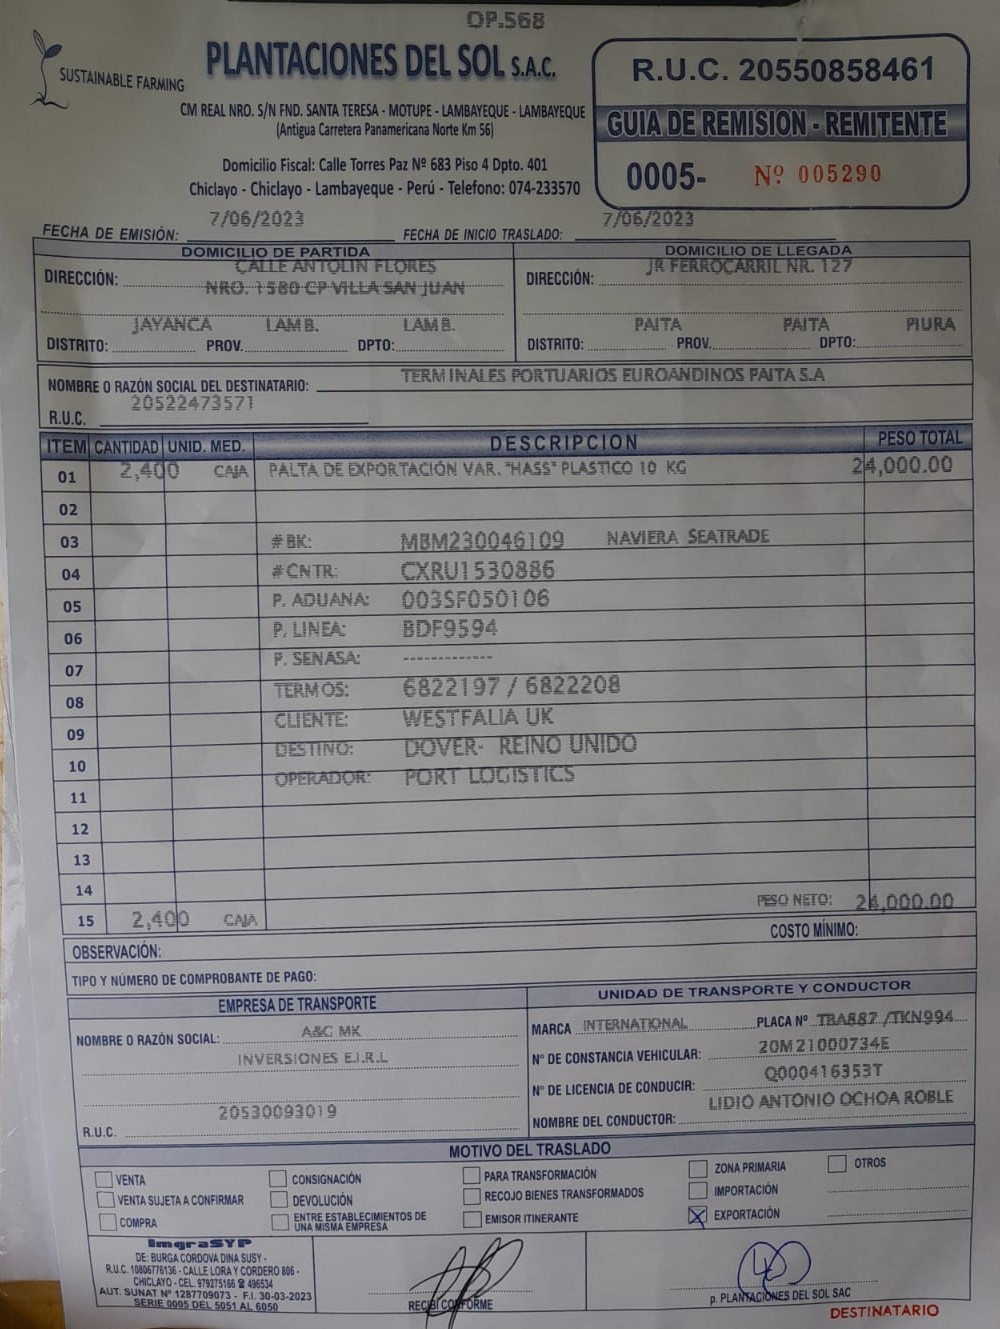 OP.568
SUSTAINABLE FARMING
PLANTACIONES DEL SOL S.A.C.
CM REAL NRO. S/N FND. SANTA TERESA - MOTUPE - LAMBAYEQUE - LAMBAYEQUE
(Antigua Carretera Panamericana Norte Km 56)
Domicilio Fiscal: Calle Torres Paz Nº 683 Piso 4 Dpto. 401
Chiclayo - Chiclayo - Lambayeque - Perú - Telefono: 074-233570
R.U.C. 20550858461
GUIA DE REMISION - REMITENTE
0005- Nº 005290
FECHA DE EMISIÓN: 7/06/2023 FECHA DE INICIO TRASLADO: 7/06/2023
DOMICILIO DE PARTIDA
DIRECCIÓN: CALLE ANTOLIN FLORES
NRO. 1580 CP VILLA SAN JUAN
JAYANCA LAMB. LAMB.
DISTRITO: PROV. DPTO:
DOMICILIO DE LLEGADA
DIRECCIÓN: JR FERROCARRIL NR. 127
PAITA PAITA PIURA
DISTRITO: PROV. DPTO:
NOMBRE O RAZÓN SOCIAL DEL DESTINATARIO: TERMINALES PORTUARIOS EUROANDINOS PAITA S.A
R.U.C. 20522473571
ITEM CANTIDAD UNID. MED. DESCRIPCION PESO TOTAL
01 2,400 CAJA PALTA DE EXPORTACIÓN VAR. "HASS" PLASTICO 10 KG 24,000.00
02
03 #BK: MBM230046109 NAVIERA SEATRADE
04 #CNTR: CXRU1530886
05 P. ADUANA: 003SF050106
06 P. LINEA: BDF9594
07 P. SENASA: -------------
08 TERMOS: 6822197 / 6822208
09 CLIENTE: WESTFALIA UK
10 DESTINO: DOVER- REINO UNIDO
11 OPERADOR: PORT LOGISTICS
12
13
14
15 2,400 CAJA PESO NETO: 24,000.00
OBSERVACIÓN: COSTO MÍNIMO:
TIPO Y NÚMERO DE COMPROBANTE DE PAGO:
EMPRESA DE TRANSPORTE
NOMBRE O RAZÓN SOCIAL: A&C MK
INVERSIONES E.I.R.L
R.U.C. 20530093019
UNIDAD DE TRANSPORTE Y CONDUCTOR
MARCA INTERNATIONAL PLACA Nº TBA887 /TKN994
Nº DE CONSTANCIA VEHICULAR: 20M21000734E
Nº DE LICENCIA DE CONDUCIR: Q000416353T
NOMBRE DEL CONDUCTOR: LIDIO ANTONIO OCHOA ROBLE
MOTIVO DEL TRASLADO
VENTA CONSIGNACIÓN PARA TRANSFORMACIÓN ZONA PRIMARIA OTROS
VENTA SUJETA A CONFIRMAR DEVOLUCIÓN RECOJO BIENES TRANSFORMADOS IMPORTACIÓN
COMPRA ENTRE ESTABLECIMIENTOS DE UNA MISMA EMPRESA EMISOR ITINERANTE X EXPORTACIÓN
ImgraSYP
DE: BURGA CORDOVA DINA SUSY -
R.U.C. 10806776136 - CALLE LORA Y CORDERO 806 -
CHICLAYO - CEL. 979275166 ☎ 496534
AUT. SUNAT Nº 1287709073 - F.I. 30-03-2023
SERIE 0005 DEL 5051 AL 6050
RECIBI CONFORME
p. PLANTACIONES DEL SOL SAC
DESTINATARIO